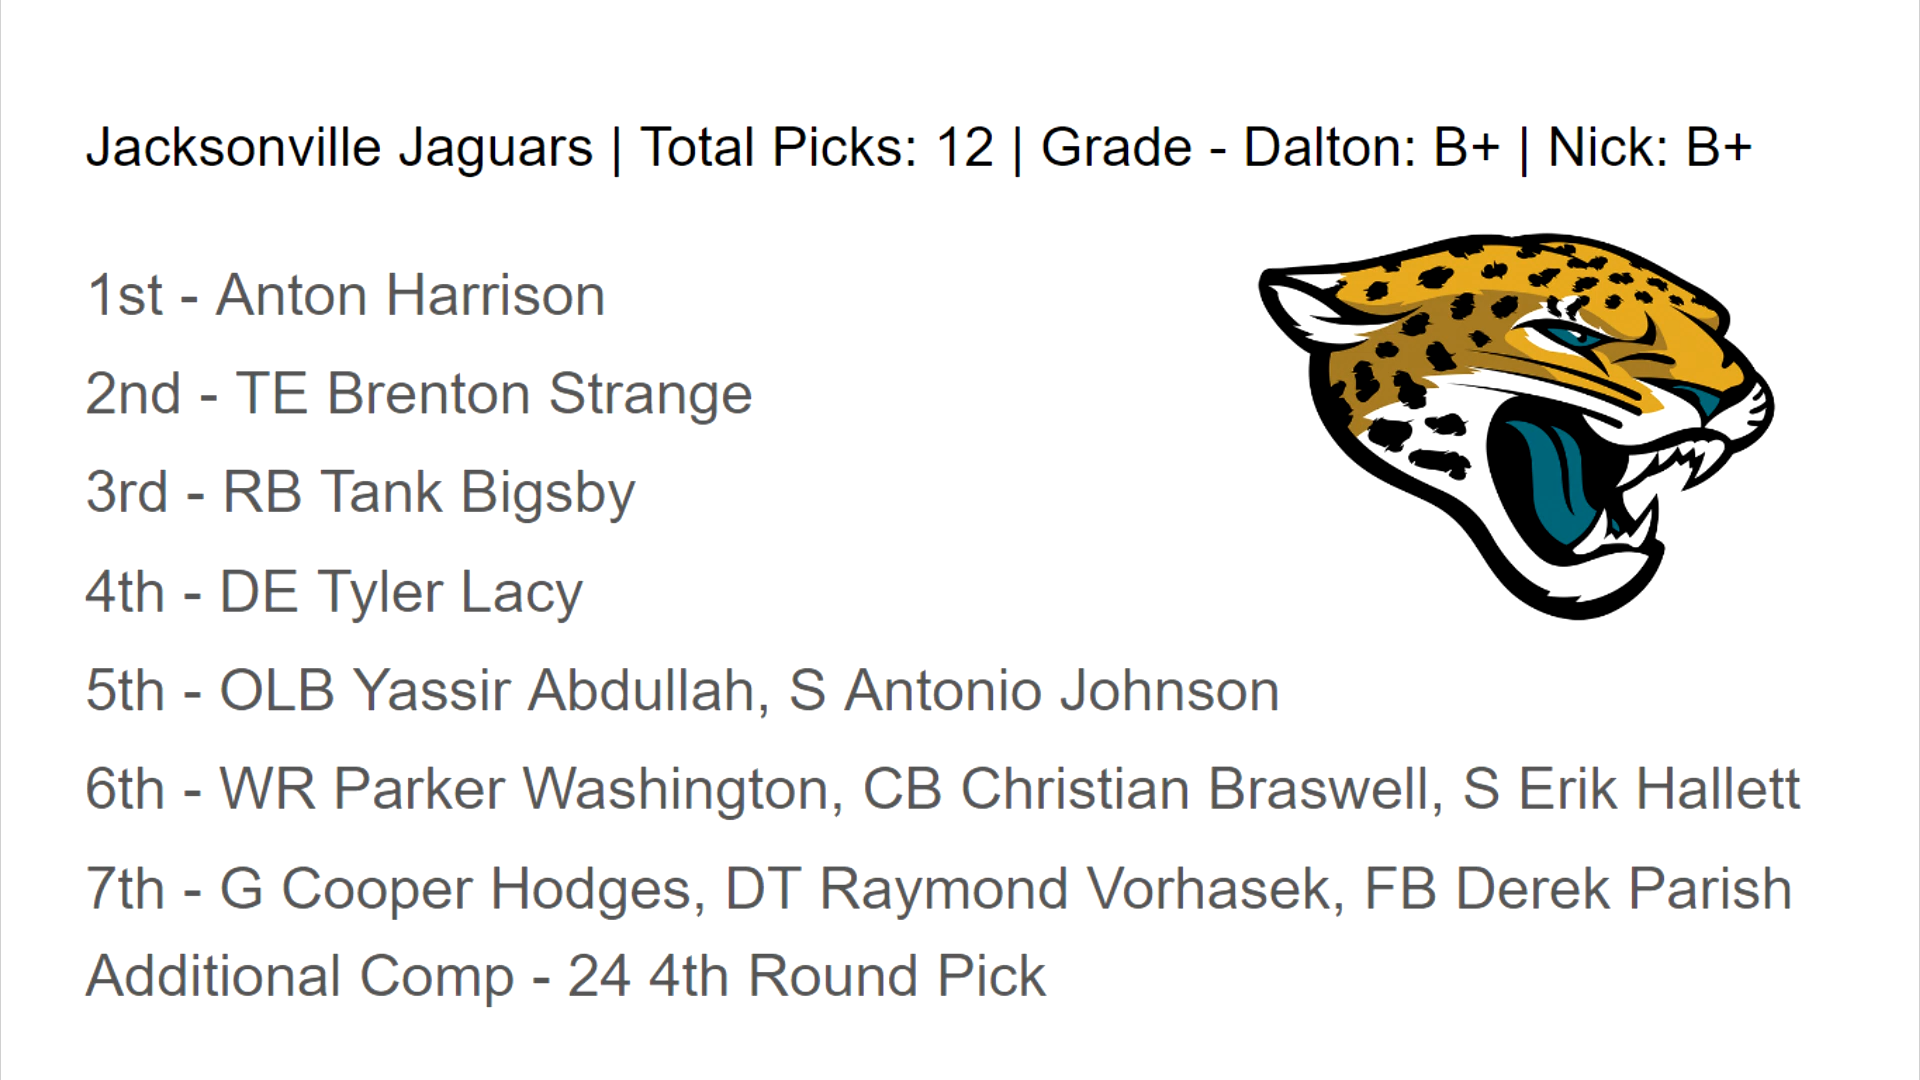 Jacksonville Jaguars | Total Picks: 12 | Grade - Dalton: B+ | Nick: B+
1st - Anton Harrison
2nd - TE Brenton Strange
3rd - RB Tank Bigsby
4th - DE Tyler Lacy
5th - OLB Yassir Abdullah, S Antonio Johnson
6th - WR Parker Washington, CB Christian Braswell, S Erik Hallett
7th - G Cooper Hodges, DT Raymond Vorhasek, FB Derek Parish
Additional Comp - 24 4th Round Pick